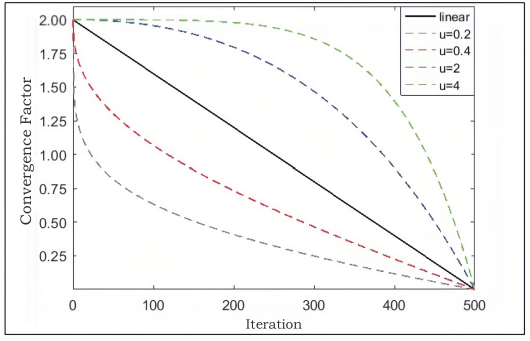 2.00
1.75
1.50
1.25
1.00
0.75
0.50
0.25
Convergence Factor
linear
u=0.2
u=0.4
u=2
u=4
0 100 200 300 400 500
Iteration